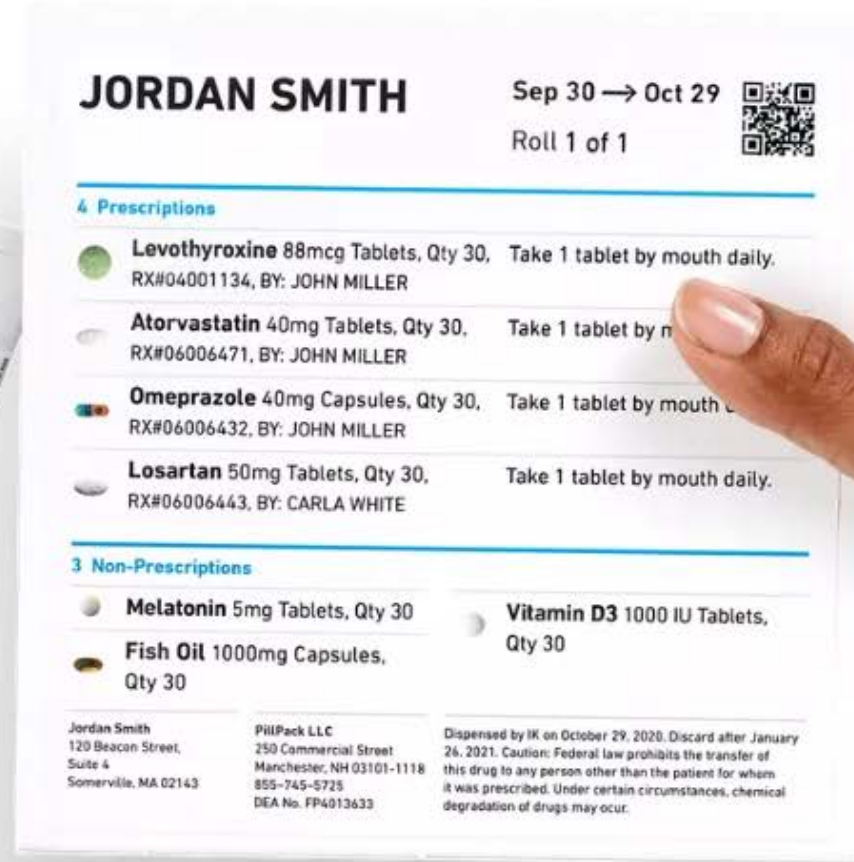 JORDAN SMITH
Sep 30 → Oct 29
Roll 1 of 1
4 Prescriptions
Levothyroxine 88mcg Tablets, Qty 30,
RX#04001134, BY: JOHN MILLER
Take 1 tablet by mouth daily.
Atorvastatin 40mg Tablets, Qty 30,
RX#06006471, BY: JOHN MILLER
Take 1 tablet by
Omeprazole 40mg Capsules, Qty 30,
RX#06006432, BY: JOHN MILLER
Take 1 tablet by mouth
Losartan 50mg Tablets, Qty 30,
RX#06006443, BY: CARLA WHITE
Take 1 tablet by mouth daily.
3 Non-Prescriptions
Melatonin 5mg Tablets, Qty 30
Fish Oil 1000mg Capsules,
Qty 30
Vitamin D3 1000 IU Tablets,
Qty 30
Jordan Smith
120 Beacon Street,
Suite 4
Somerville, MA 02143
PillPack LLC
250 Commercial Street
Manchester, NH 03101-1118
855-745-5725
DEA No. FP4013633
Dispensed by IK on October 29, 2020. Discard after January
26, 2021. Caution: Federal law prohibits the transfer of
this drug to any person other than the patient for whom
it was prescribed. Under certain circumstances, chemical
degradation of drugs may occur.